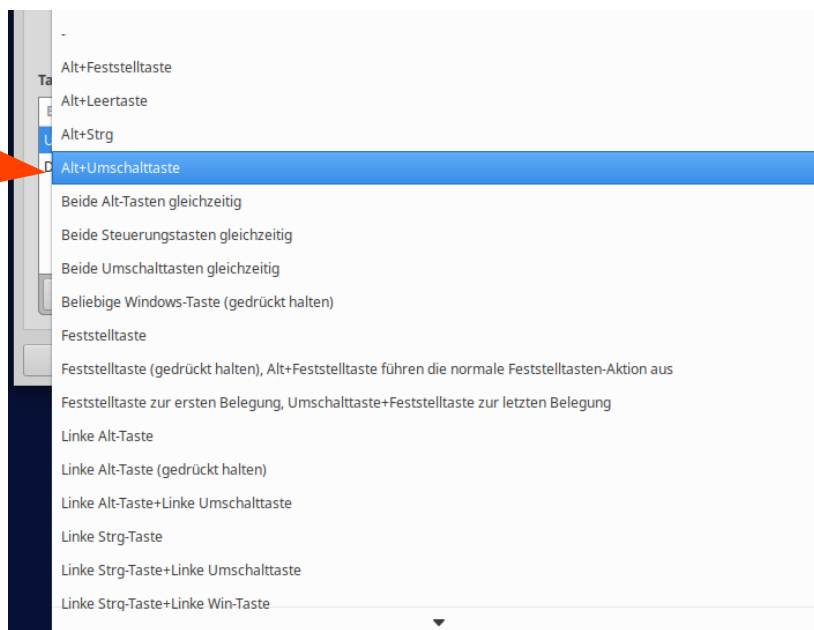 -
Alt+Feststelltaste
Ta
Alt+Leertaste
Alt+Strg
U
D
Alt+Umschalttaste
Beide Alt-Tasten gleichzeitig
Beide Steuerungstasten gleichzeitig
Beide Umschalttasten gleichzeitig
Beliebige Windows-Taste (gedrückt halten)
Feststelltaste
Feststelltaste (gedrückt halten), Alt+Feststelltaste führen die normale Feststelltasten-Aktion aus
Feststelltaste zur ersten Belegung, Umschalttaste+Feststelltaste zur letzten Belegung
Linke Alt-Taste
Linke Alt-Taste (gedrückt halten)
Linke Alt-Taste+Linke Umschalttaste
Linke Strg-Taste
Linke Strg-Taste+Linke Umschalttaste
Linke Strg-Taste+Linke Win-Taste